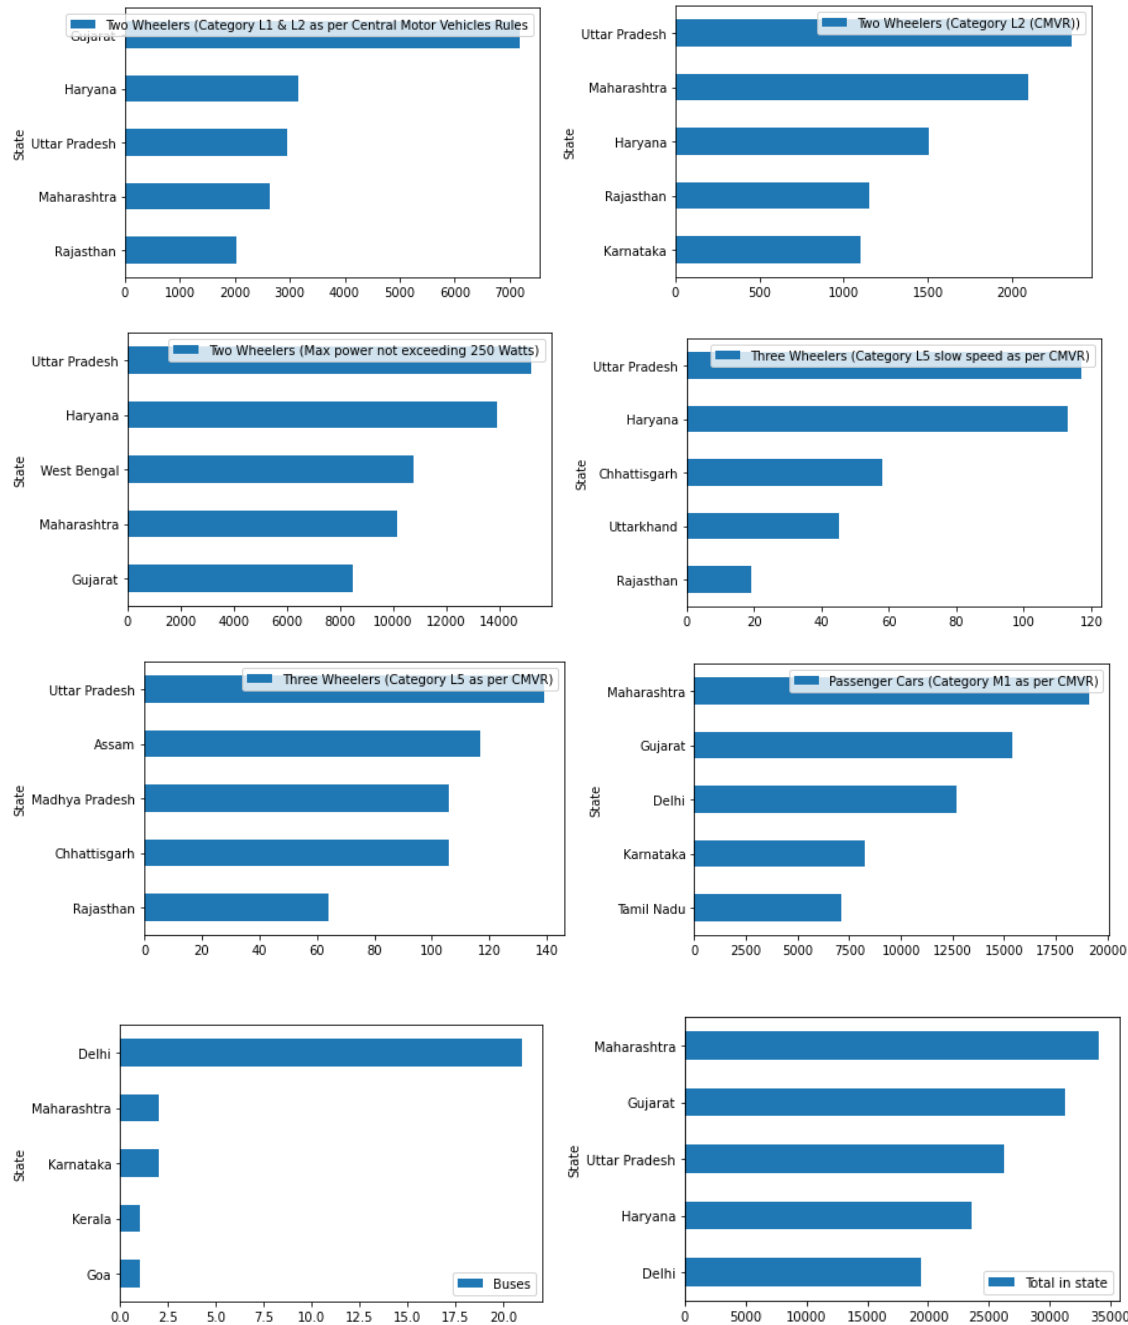 Two Wheelers (Category L1 & L2 as per Central Motor Vehicles Rules
Gujarat
Haryana
Uttar Pradesh
Maharashtra
Rajasthan
State
0 1000 2000 3000 4000 5000 6000 7000
Two Wheelers (Category L2 (CMVR))
Uttar Pradesh
Maharashtra
Haryana
Rajasthan
Karnataka
State
0 500 1000 1500 2000
Two Wheelers (Max power not exceeding 250 Watts)
Uttar Pradesh
Haryana
West Bengal
Maharashtra
Gujarat
State
0 2000 4000 6000 8000 10000 12000 14000
Three Wheelers (Category L5 slow speed as per CMVR)
Uttar Pradesh
Haryana
Chhattisgarh
Uttarkhand
Rajasthan
State
0 20 40 60 80 100 120
Three Wheelers (Category L5 as per CMVR)
Uttar Pradesh
Assam
Madhya Pradesh
Chhattisgarh
Rajasthan
State
0 20 40 60 80 100 120 140
Passenger Cars (Category M1 as per CMVR)
Maharashtra
Gujarat
Delhi
Karnataka
Tamil Nadu
State
0 2500 5000 7500 10000 12500 15000 17500 20000
Delhi
Maharashtra
Karnataka
Kerala
Goa
State
Buses
0.0 2.5 5.0 7.5 10.0 12.5 15.0 17.5 20.0
Maharashtra
Gujarat
Uttar Pradesh
Haryana
Delhi
State
Total in state
0 5000 10000 15000 20000 25000 30000 35000